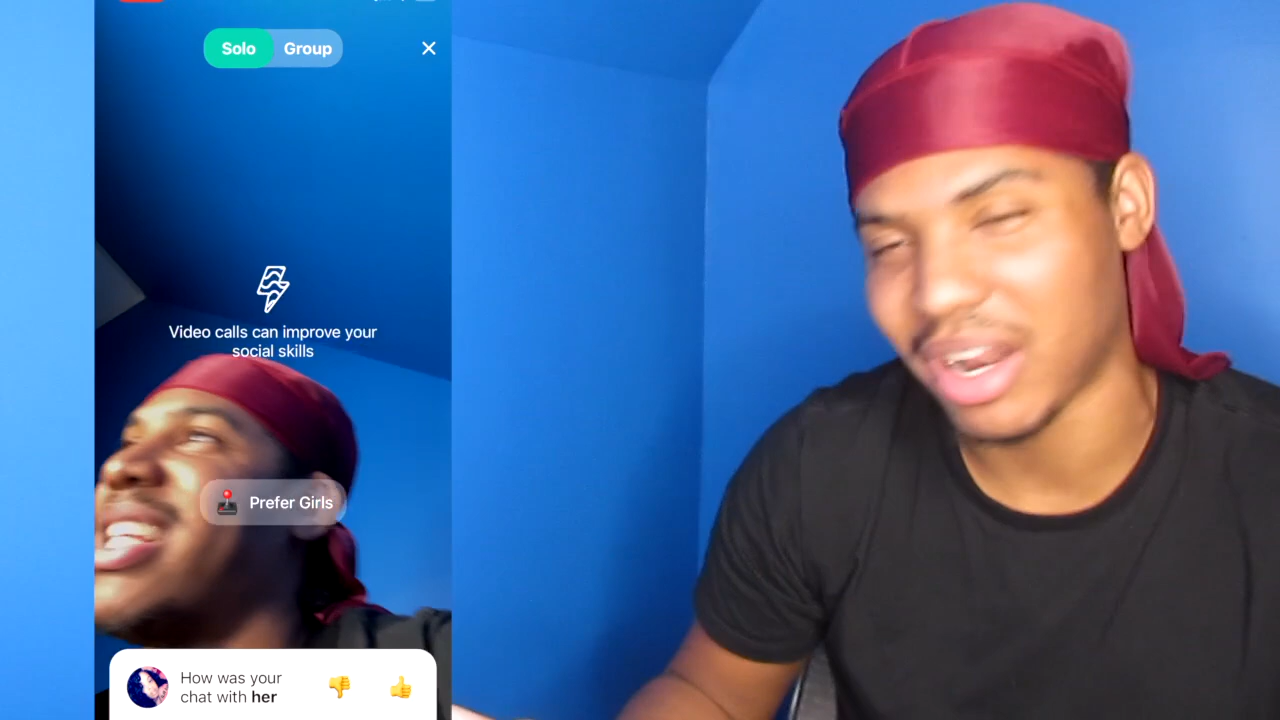 Solo
Group
Video calls can improve your
social skills
Prefer Girls
How was your
chat with her